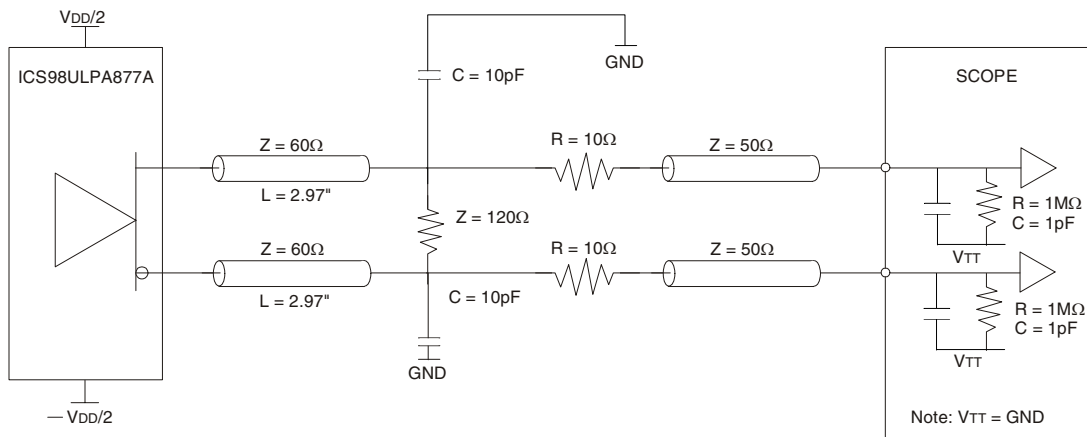 VDD/2
ICS98ULPA877A
GND
C = 10pF
SCOPE
Z = 60Ω
R = 10Ω
Z = 50Ω
L = 2.97"
Z = 120Ω
R = 1MΩ
C = 1pF
VTT
Z = 60Ω
R = 10Ω
Z = 50Ω
L = 2.97"
C = 10pF
R = 1MΩ
C = 1pF
VTT
GND
— VDD/2
Note: VTT = GND